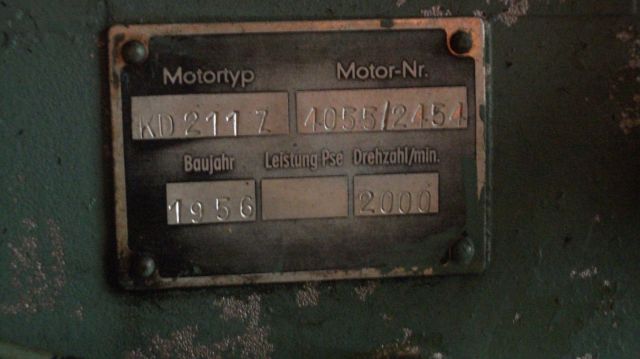 Motortyp Motor-Nr.
KD 211 Z 4055/2454
Baujahr Leistung Pse Drehzahl/min.
1956 2000